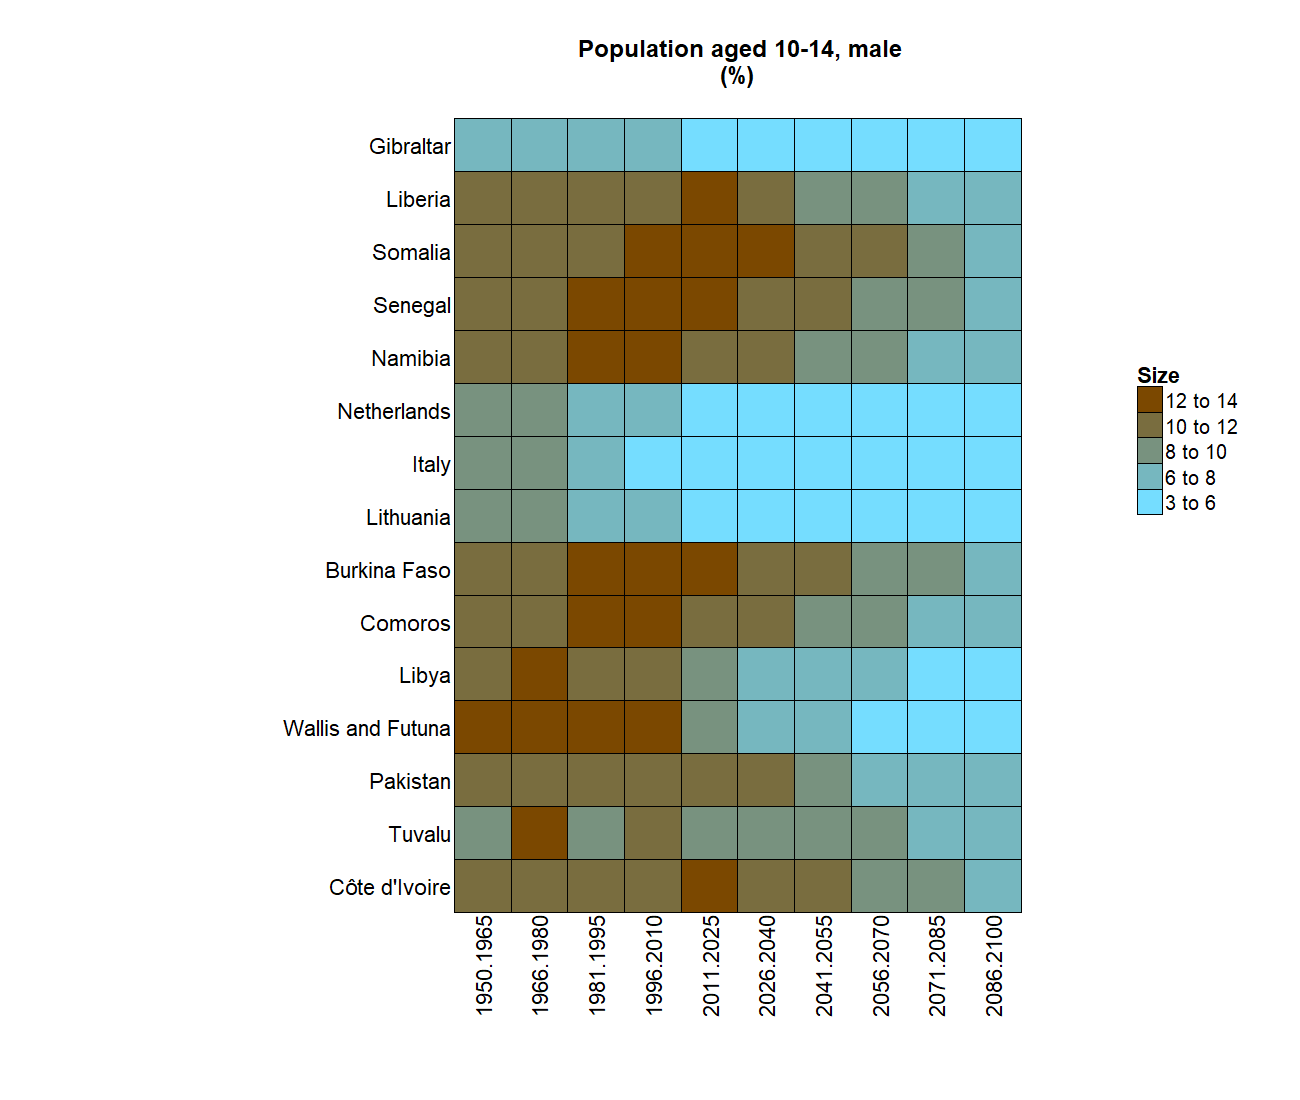 Population aged 10-14, male
(%)
Gibraltar
Liberia
Somalia
Senegal
Namibia
Netherlands
Italy
Lithuania
Burkina Faso
Comoros
Libya
Wallis and Futuna
Pakistan
Tuvalu
Côte d'Ivoire
1950.1965
1966.1980
1981.1995
1996.2010
2011.2025
2026.2040
2041.2055
2056.2070
2071.2085
2086.2100
Size
12 to 14
10 to 12
8 to 10
6 to 8
3 to 6